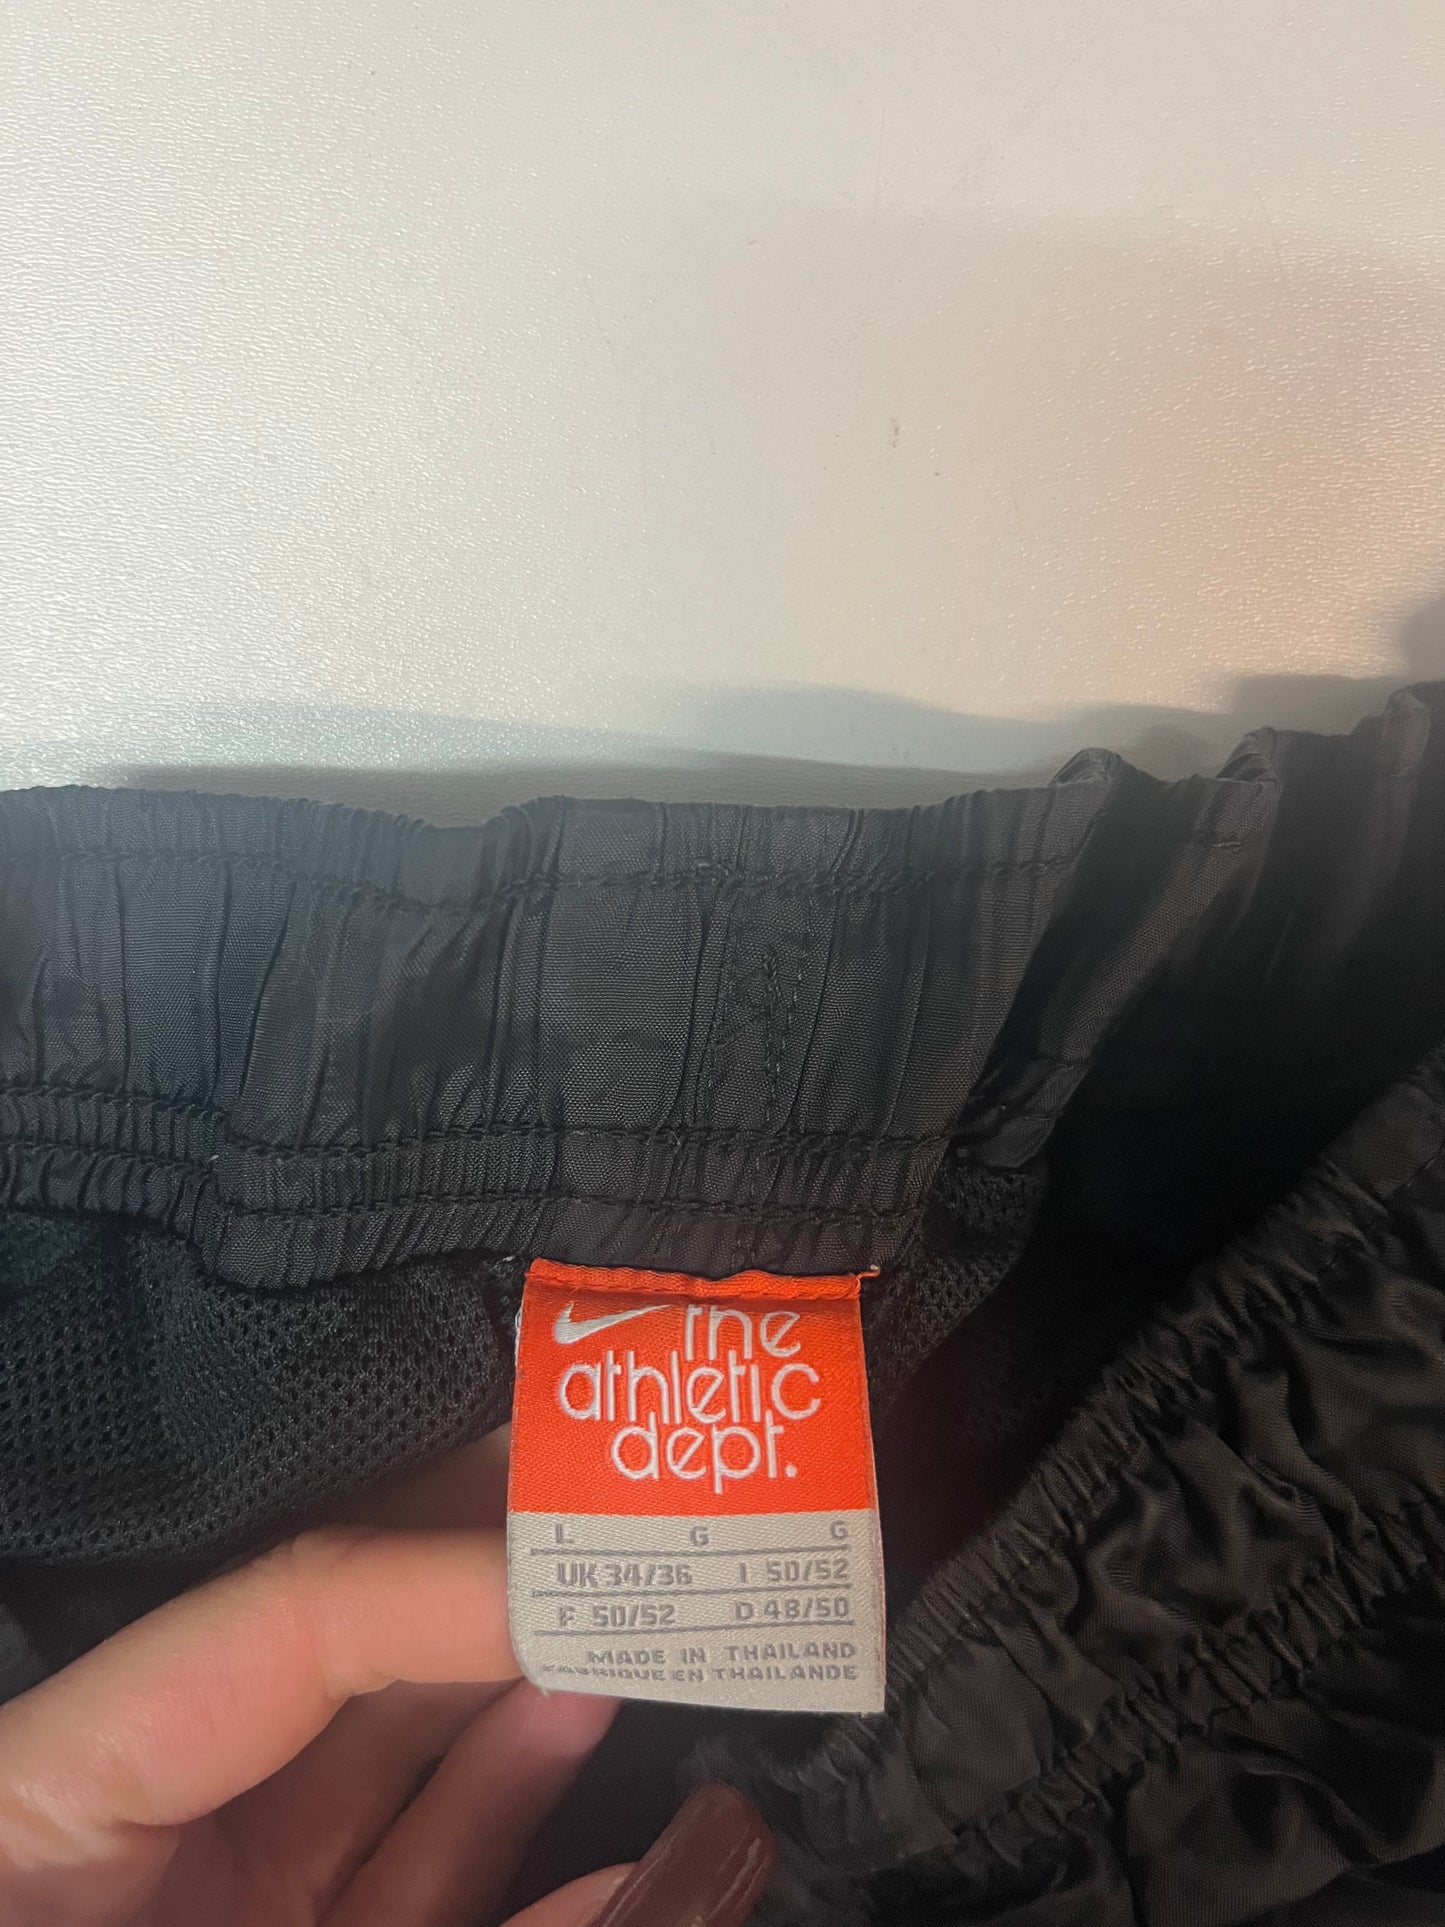 the
athletic
dept.
L G G
UK 34/36 I 50/52
F 50/52 D 48/50
MADE IN THAILAND
FABRIQUE EN THAILANDE